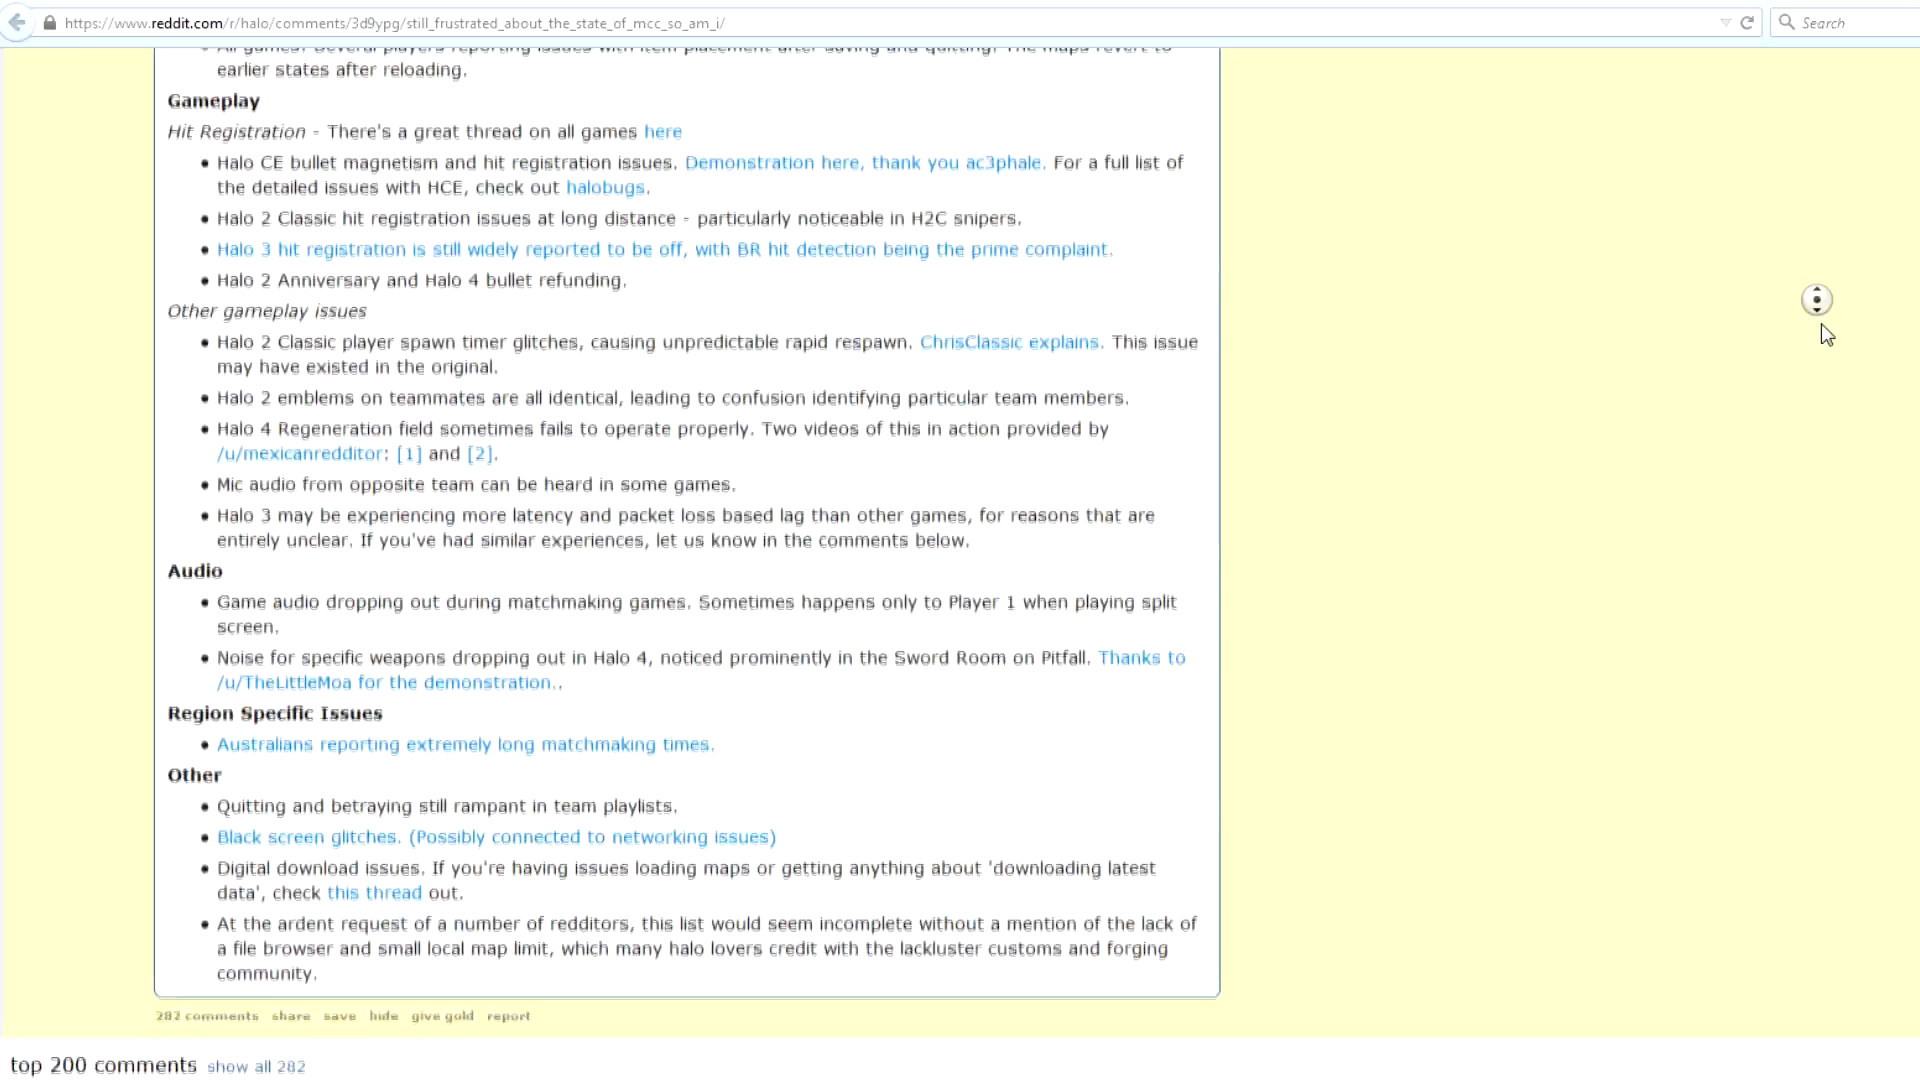 https://www.reddit.com/r/halo/comments/3d9ypg/still_frustrated_about_the_state_of_mcc_so_am_i/
Search
All games: Several players reporting issues with item placement after saving and quitting. The maps revert to
earlier states after reloading.
Gameplay
Hit Registration - There's a great thread on all games here
Halo CE bullet magnetism and hit registration issues. Demonstration here, thank you ac3phale. For a full list of
the detailed issues with HCE, check out halobugs.
Halo 2 Classic hit registration issues at long distance - particularly noticeable in H2C snipers.
Halo 3 hit registration is still widely reported to be off, with BR hit detection being the prime complaint.
Halo 2 Anniversary and Halo 4 bullet refunding.
Other gameplay issues
Halo 2 Classic player spawn timer glitches, causing unpredictable rapid respawn. ChrisClassic explains. This issue
may have existed in the original.
Halo 2 emblems on teammates are all identical, leading to confusion identifying particular team members.
Halo 4 Regeneration field sometimes fails to operate properly. Two videos of this in action provided by
/u/mexicanredditor: [1] and [2].
Mic audio from opposite team can be heard in some games.
Halo 3 may be experiencing more latency and packet loss based lag than other games, for reasons that are
entirely unclear. If you've had similar experiences, let us know in the comments below.
Audio
Game audio dropping out during matchmaking games. Sometimes happens only to Player 1 when playing split
screen.
Noise for specific weapons dropping out in Halo 4, noticed prominently in the Sword Room on Pitfall. Thanks to
/u/TheLittleMoa for the demonstration..
Region Specific Issues
Australians reporting extremely long matchmaking times.
Other
Quitting and betraying still rampant in team playlists.
Black screen glitches. (Possibly connected to networking issues)
Digital download issues. If you're having issues loading maps or getting anything about 'downloading latest
data', check this thread out.
At the ardent request of a number of redditors, this list would seem incomplete without a mention of the lack of
a file browser and small local map limit, which many halo lovers credit with the lackluster customs and forging
community.
282 comments share save hide give gold report
top 200 comments show all 282